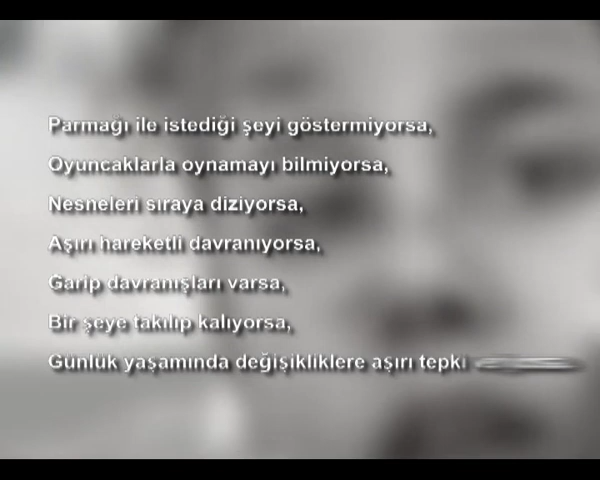 Parmağı ile istediği şeyi göstermiyorsa,
Oyuncaklarla oynamayı bilmiyorsa,
Nesneleri sıraya diziyorsa,
Aşırı hareketli davranıyorsa,
Garip davranışları varsa,
Bir şeye takılıp kalıyorsa,
Günlük yaşamında değişikliklere aşırı tepki